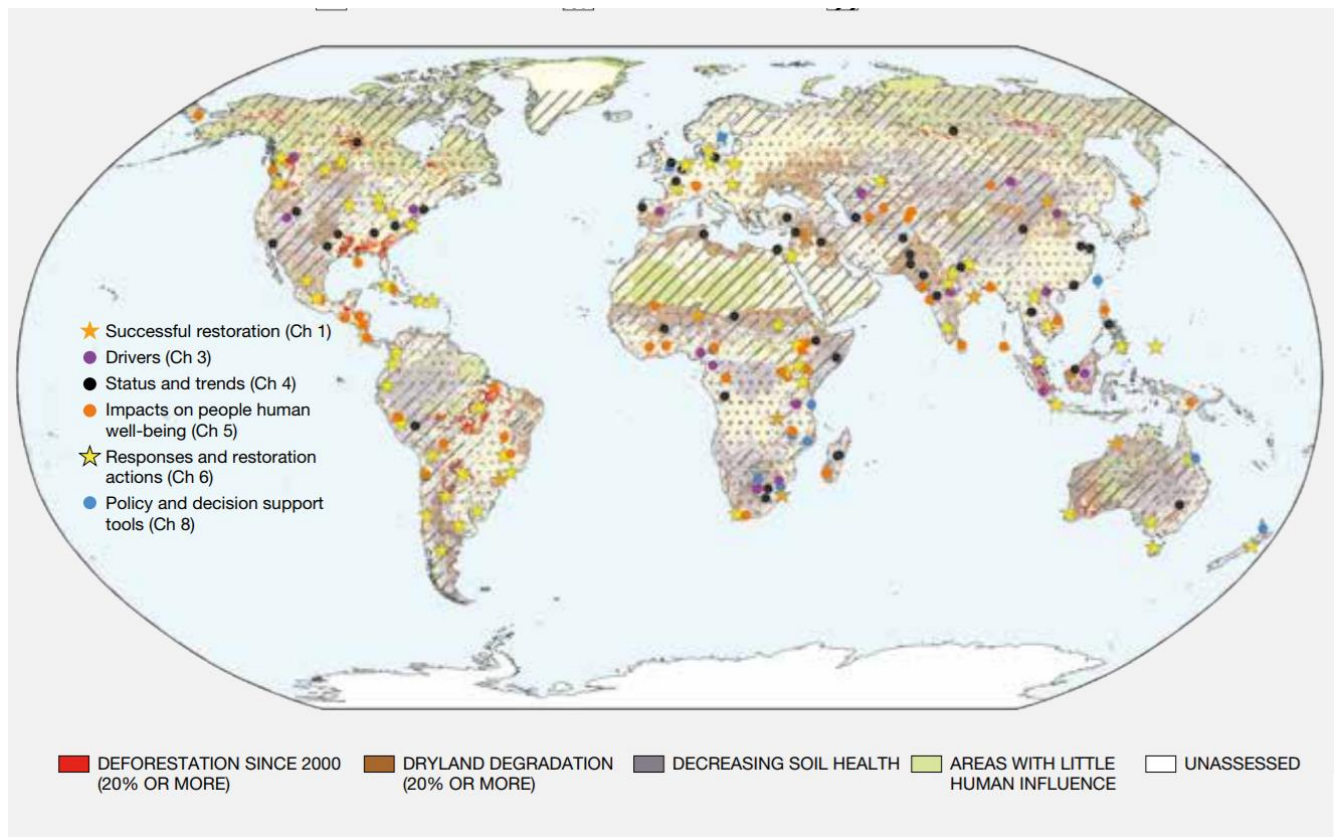 Successful restoration (Ch 1)
Drivers (Ch 3)
Status and trends (Ch 4)
Impacts on people human
well-being (Ch 5)
Responses and restoration
actions (Ch 6)
Policy and decision support
tools (Ch 8)
DEFORESTATION SINCE 2000
(20% OR MORE)
DRYLAND DEGRADATION
(20% OR MORE)
DECREASING SOIL HEALTH
AREAS WITH LITTLE
HUMAN INFLUENCE
UNASSESSED